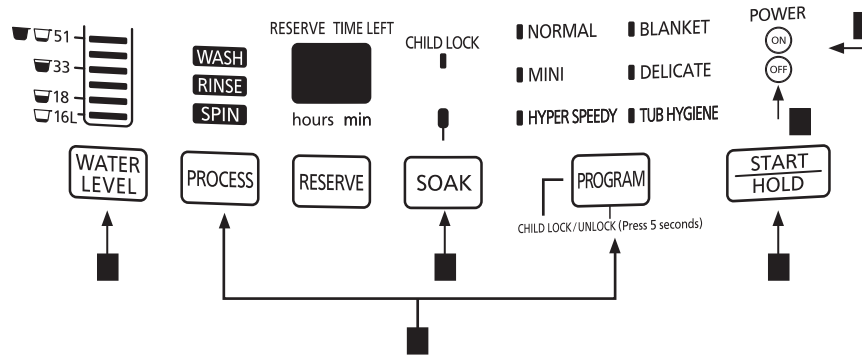 51
33
18
16L
WASH
RINSE
SPIN
RESERVE TIME LEFT
hours min
CHILD LOCK
NORMAL
MINI
HYPER SPEEDY
BLANKET
DELICATE
TUB HYGIENE
POWER
ON
OFF
WATER
LEVEL
PROCESS
RESERVE
SOAK
PROGRAM
START
HOLD
CHILD LOCK/UNLOCK (Press 5 seconds)